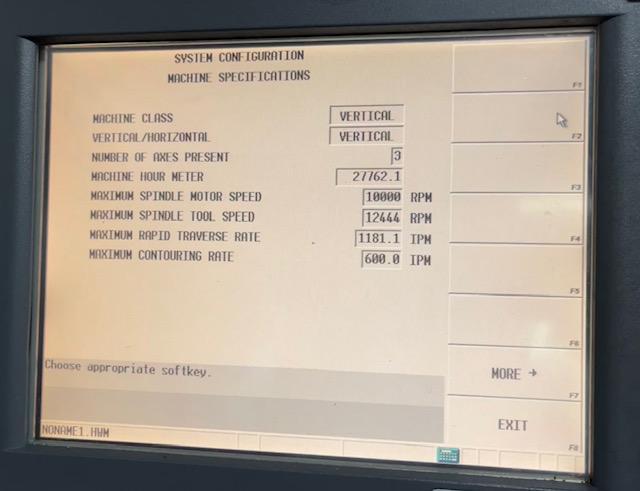 SYSTEM CONFIGURATION
MACHINE SPECIFICATIONS
MACHINE CLASS VERTICAL
VERTICAL/HORIZONTAL VERTICAL
NUMBER OF AXES PRESENT 3
MACHINE HOUR METER 27762.1
MAXIMUM SPINDLE MOTOR SPEED 10000 RPM
MAXIMUM SPINDLE TOOL SPEED 12444 RPM
MAXIMUM RAPID TRAVERSE RATE 1181.1 IPM
MAXIMUM CONTOURING RATE 600.0 IPM
F1
F2
F3
F4
F5
F6
MORE →
F7
EXIT
F8
Choose appropriate softkey.
NONAME1.HWM